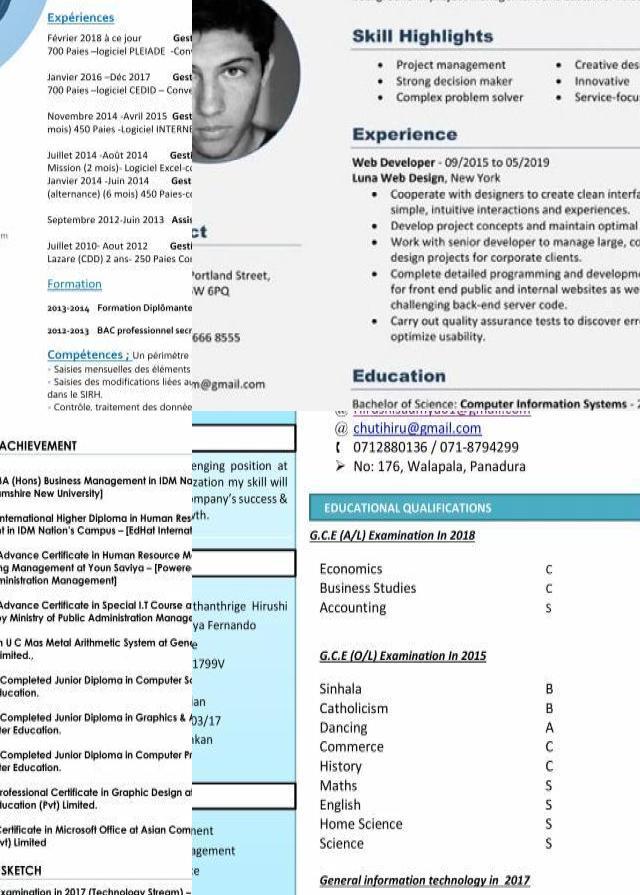 Expériences
Février 2018 à ce jour Gest
700 Paies –logiciel PLEIADE -Con
Janvier 2016 –Déc 2017 Gest
700 Paies –logiciel CEDID – Conve
Novembre 2014 -Avril 2015 Gest
mois) 450 Paies -Logiciel INTERNE
Juillet 2014 -Août 2014 Gesti
Mission (2 mois)- Logiciel Excel-co
Janvier 2014 -Juin 2014 Gest
(alternance) (6 mois) 450 Paies-co
Septembre 2012-Juin 2013 Assis
Juillet 2010- Aout 2012 Gesti
Lazare (CDD) 2 ans- 250 Paies Con
Formation
2013-2014 Formation Diplômante
2012-2013 BAC professionnel secr
Compétences : Un périmètre
- Saisies mensuelles des éléments
- Saisies des modifications liées au
dans le SIRH.
- Contrôle, traitement des donnée
m
Skill Highlights
• Project management
• Strong decision maker
• Complex problem solver
• Creative des
• Innovative
• Service-focu
Experience
Web Developer - 09/2015 to 05/2019
Luna Web Design, New York
• Cooperate with designers to create clean interfa
simple, intuitive interactions and experiences.
• Develop project concepts and maintain optimal
• Work with senior developer to manage large, co
design projects for corporate clients.
• Complete detailed programming and developme
for front end public and internal websites as we
challenging back-end server code.
• Carry out quality assurance tests to discover err
optimize usability.
Education
Bachelor of Science: Computer Information Systems - 2
ct
Portland Street,
W 6PQ
666 8555
m@gmail.com
ACHIEVEMENT
BA (Hons) Business Management in IDM Na
mshire New University]
nternational Higher Diploma in Human Res
t in IDM Nation's Campus – [EdHat Internat
Advance Certificate in Human Resource M
ng Management at Youn Saviya – [Powere
ministration Management]
Advance Certificate in Special I.T Course a
by Ministry of Public Administration Manage
n U C Mas Metal Arithmetic System at Gene
imited.,
Completed Junior Diploma in Computer Sc
ducation.
Completed Junior Diploma in Graphics & A
ter Education.
Completed Junior Diploma in Computer Pr
ter Education.
rofessional Certificate in Graphic Design at
ducation (Pvt) Limited.
Certificate in Microsoft Office at Asian Com
vt) Limited
SKETCH
xamination in 2017 (Technology Stream) –
enging position at
zation my skill will
mpany's success &
vth.
thanthrige Hirushi
ya Fernando
e
1799V
an
03/17
nkan
nent
agement
e
@ chutihiru@gmail.com
0712880136 / 071-8794299
➢ No: 176, Walapala, Panadura
EDUCATIONAL QUALIFICATIONS
G.C.E (A/L) Examination In 2018
Economics C
Business Studies C
Accounting S
G.C.E (O/L) Examination In 2015
Sinhala B
Catholicism B
Dancing A
Commerce C
History C
Maths S
English S
Home Science S
Science S
General information technology in 2017